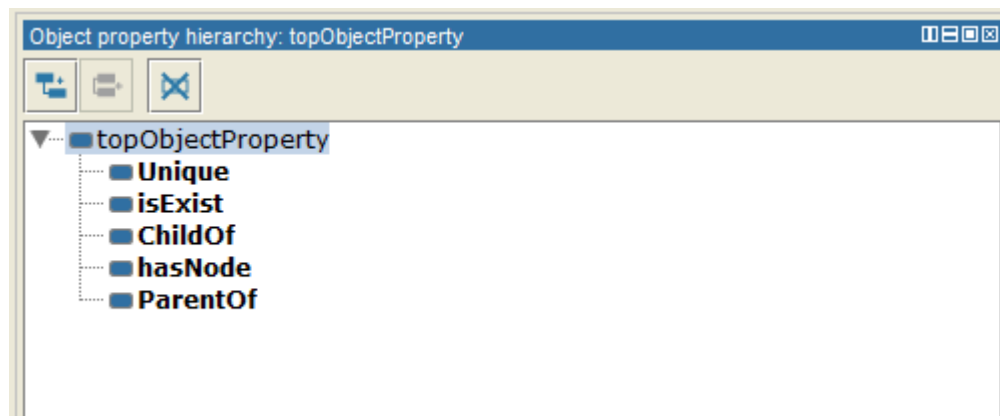 Object property hierarchy: topObjectProperty
topObjectProperty
Unique
isExist
ChildOf
hasNode
ParentOf